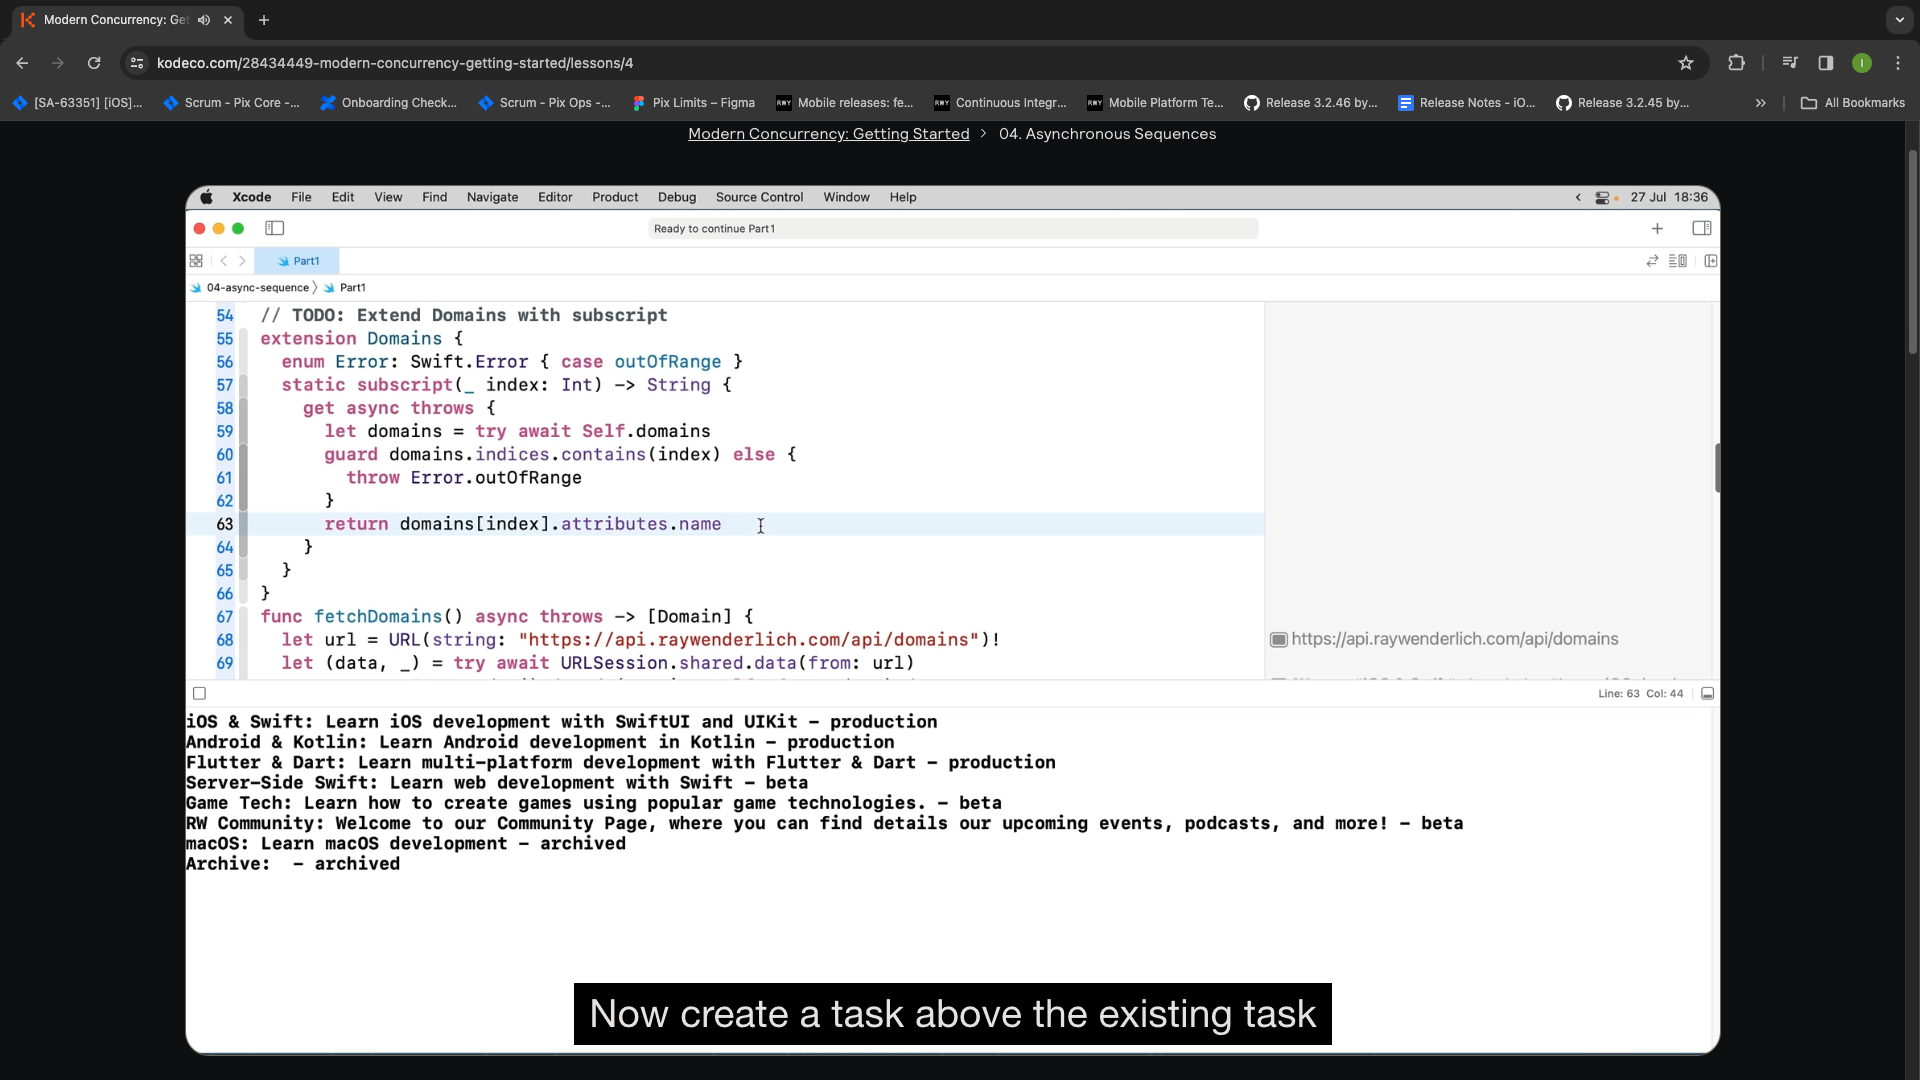 Modern Concurrency: Get
kodeco.com/28434449-modern-concurrency-getting-started/lessons/4
I
[SA-63351] [iOS]...
Scrum - Pix Core -...
Onboarding Check...
Scrum - Pix Ops -...
Pix Limits – Figma
RWY Mobile releases: fe...
RWY Continuous Integr...
RWY Mobile Platform Te...
Release 3.2.46 by...
Release Notes - iO...
Release 3.2.45 by...
»
All Bookmarks
Modern Concurrency: Getting Started > 04. Asynchronous Sequences
Xcode File Edit View Find Navigate Editor Product Debug Source Control Window Help 27 Jul 18:36
Ready to continue Part1
Part1
04-async-sequence > Part1
54 // TODO: Extend Domains with subscript
55 extension Domains {
56 enum Error: Swift.Error { case outOfRange }
57 static subscript(_ index: Int) -> String {
58 get async throws {
59 let domains = try await Self.domains
60 guard domains.indices.contains(index) else {
61 throw Error.outOfRange
62 }
63 return domains[index].attributes.name
64 }
65 }
66 }
67 func fetchDomains() async throws -> [Domain] {
68 let url = URL(string: "https://api.raywenderlich.com/api/domains")!
https://api.raywenderlich.com/api/domains
69 let (data, _) = try await URLSession.shared.data(from: url)
Line: 63 Col: 44
iOS & Swift: Learn iOS development with SwiftUI and UIKit – production
Android & Kotlin: Learn Android development in Kotlin – production
Flutter & Dart: Learn multi-platform development with Flutter & Dart – production
Server-Side Swift: Learn web development with Swift – beta
Game Tech: Learn how to create games using popular game technologies. – beta
RW Community: Welcome to our Community Page, where you can find details our upcoming events, podcasts, and more! – beta
macOS: Learn macOS development – archived
Archive:  – archived
Now create a task above the existing task